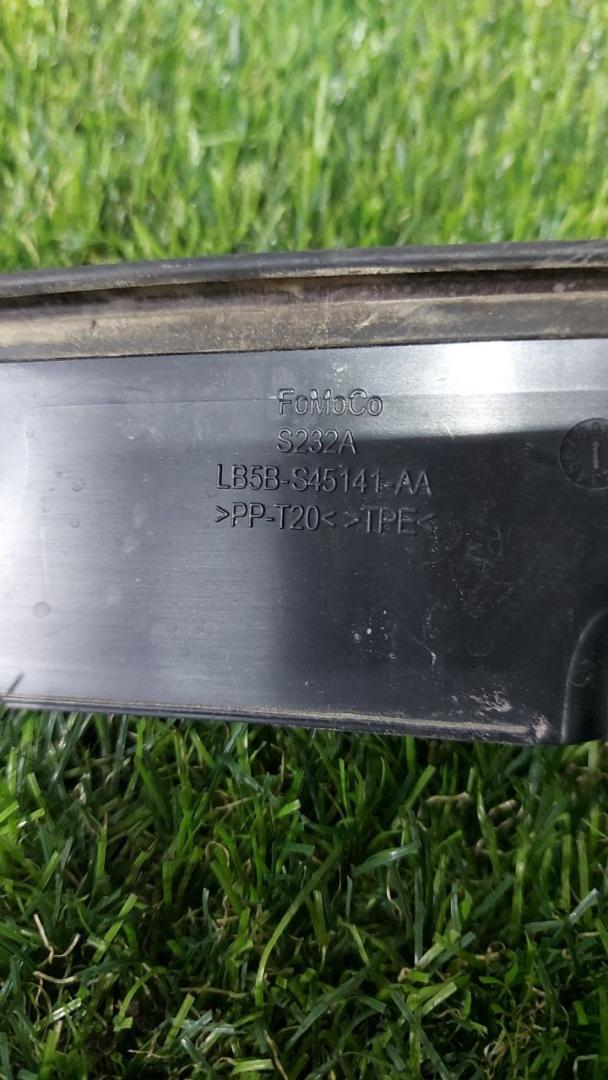 FoMoCo
S232A
LB5B-S45141-AA
>PP-T20< >TPE<